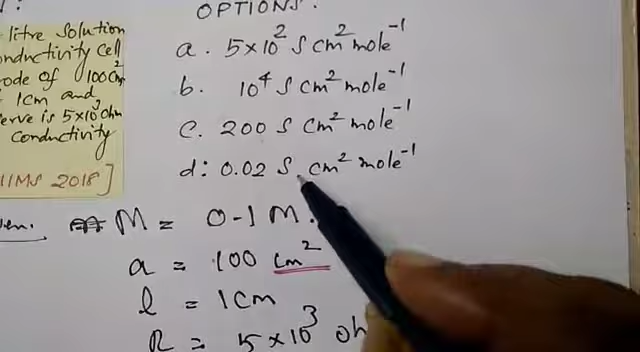 OPTIONS.
a. 5×10² S cm² mole⁻¹
b. 10⁴ S cm² mole⁻¹
C. 200 S cm² mole⁻¹
d: 0.02 S cm² mole⁻¹
litre Solution
onductivity cell
ode of 100 cm²
1cm and
erve is 5×10³ ohm
conductivity
IIMS 2018]
en. M = 0-1 M.
a = 100 cm²
l = 1cm
R = 5×10³ oh